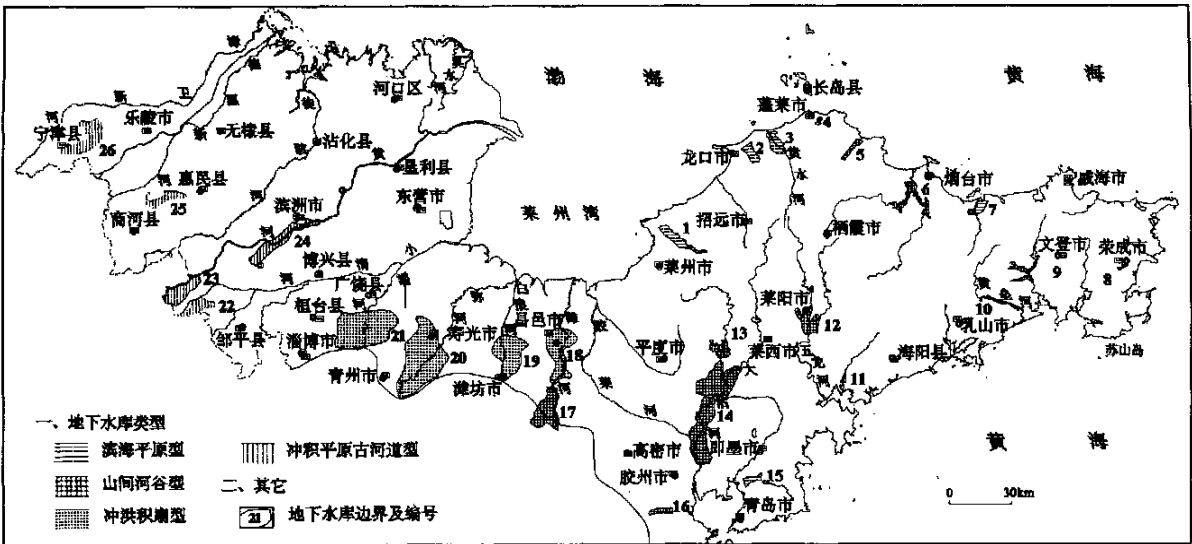 渤 海
黄 海
长岛县
蓬莱市
4
河口区
卫
乐陵市
宁津县
26
无棣县
沾化县
黄
龙口市
2
3
黄
水
河
5
垦利县
惠民县
25
商河县
东营市
滨洲市
24
河
莱 州 湾
招远市
1
莱州市
栖霞市
6
烟台市
7
威海市
文登市
9
荣成市
8
博兴县
小
清
河
广饶县
23
22
桓台县
邹平县
淄博市
21
寿光市
20
青州市
昌邑市
19
18
潍坊市
17
胶
莱
河
平度市
13
莱阳市
12
莱西市
五
龙
河
大
沽
河
14
黄
河
10
乳山市
海阳县
11
苏山岛
高密市
即墨市
胶州市
15
16
青岛市
黄 海
0 30km
一、地下水库类型
滨海平原型
冲积平原古河道型
山间河谷型
二、其它
冲洪积扇型
21
地下水库边界及编号